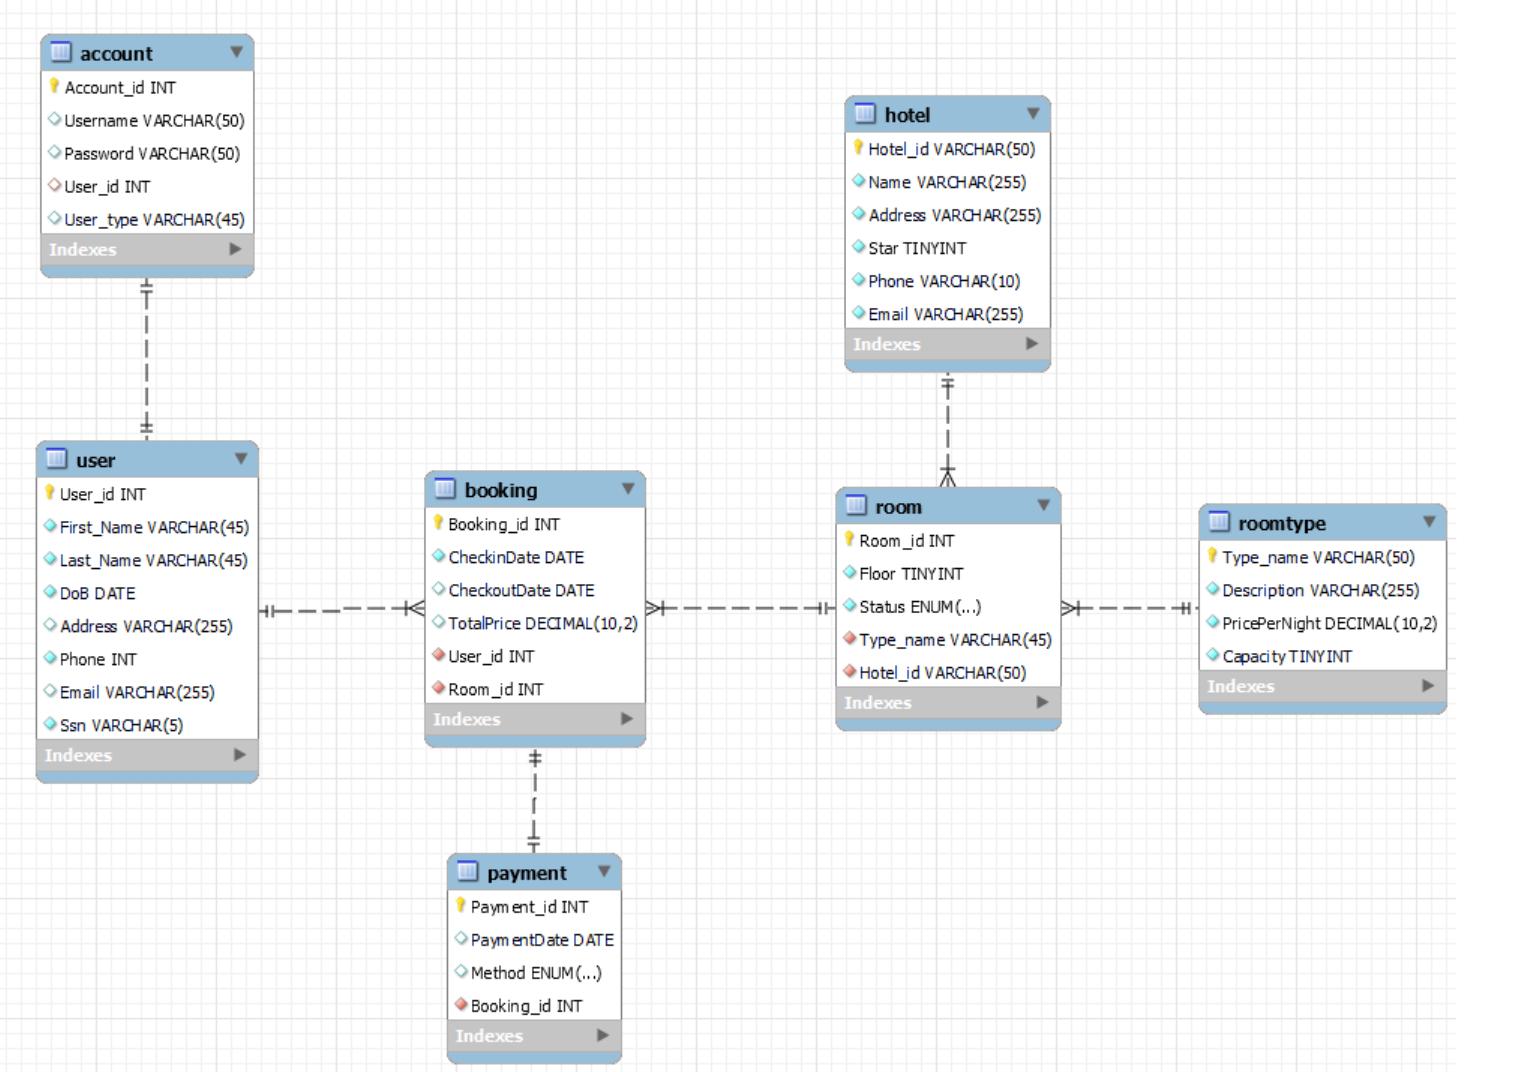 account
Account_id INT
Username VARCHAR(50)
Password VARCHAR(50)
User_id INT
User_type VARCHAR(45)
Indexes
hotel
Hotel_id VARCHAR(50)
Name VARCHAR(255)
Address VARCHAR(255)
Star TINYINT
Phone VARCHAR(10)
Email VARCHAR(255)
Indexes
user
User_id INT
First_Name VARCHAR(45)
Last_Name VARCHAR(45)
DoB DATE
Address VARCHAR(255)
Phone INT
Email VARCHAR(255)
Ssn VARCHAR(5)
Indexes
booking
Booking_id INT
CheckinDate DATE
CheckoutDate DATE
TotalPrice DECIMAL(10,2)
User_id INT
Room_id INT
Indexes
room
Room_id INT
Floor TINYINT
Status ENUM(...)
Type_name VARCHAR(45)
Hotel_id VARCHAR(50)
Indexes
roomtype
Type_name VARCHAR(50)
Description VARCHAR(255)
PricePerNight DECIMAL(10,2)
Capacity TINYINT
Indexes
payment
Payment_id INT
PaymentDate DATE
Method ENUM(...)
Booking_id INT
Indexes